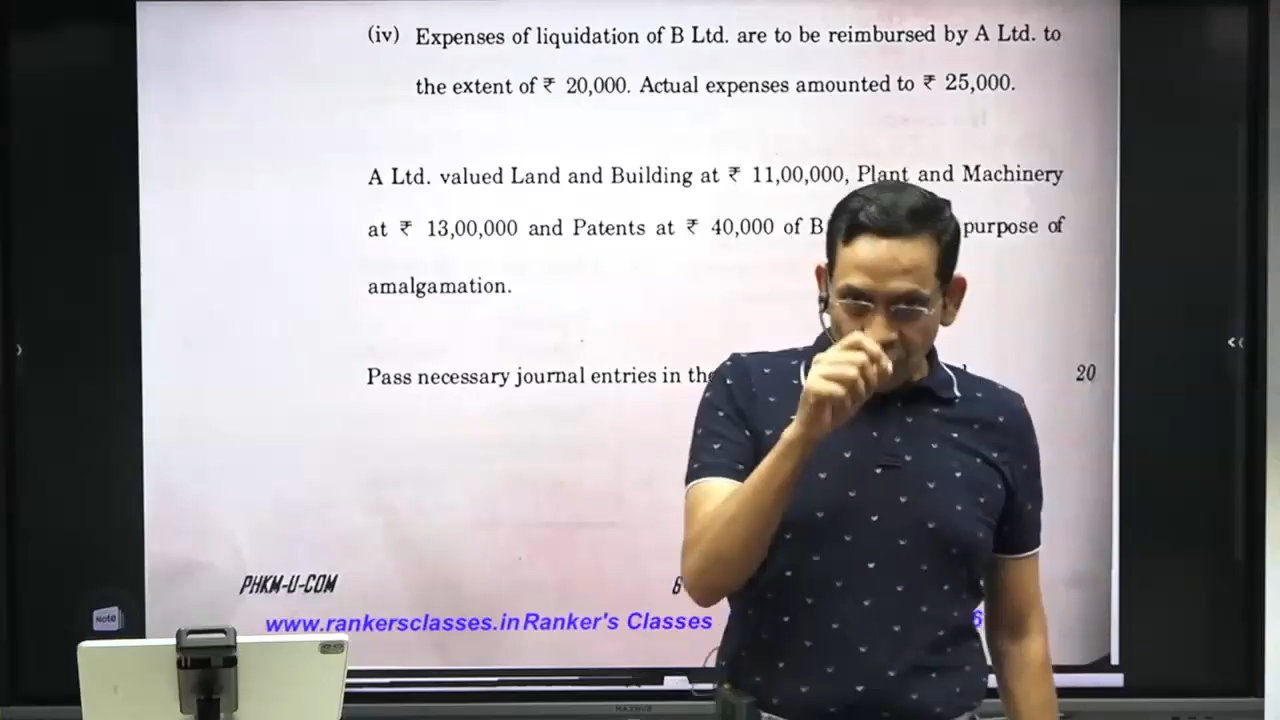 (iv) Expenses of liquidation of B Ltd. are to be reimbursed by A Ltd. to
the extent of ₹ 20,000. Actual expenses amounted to ₹ 25,000.
A Ltd. valued Land and Building at ₹ 11,00,000, Plant and Machinery
at ₹ 13,00,000 and Patents at ₹ 40,000 of B purpose of
amalgamation.
Pass necessary journal entries in the 20
PHKM-U-COM 6
www.rankersclasses.in Ranker's Classes 6
Note